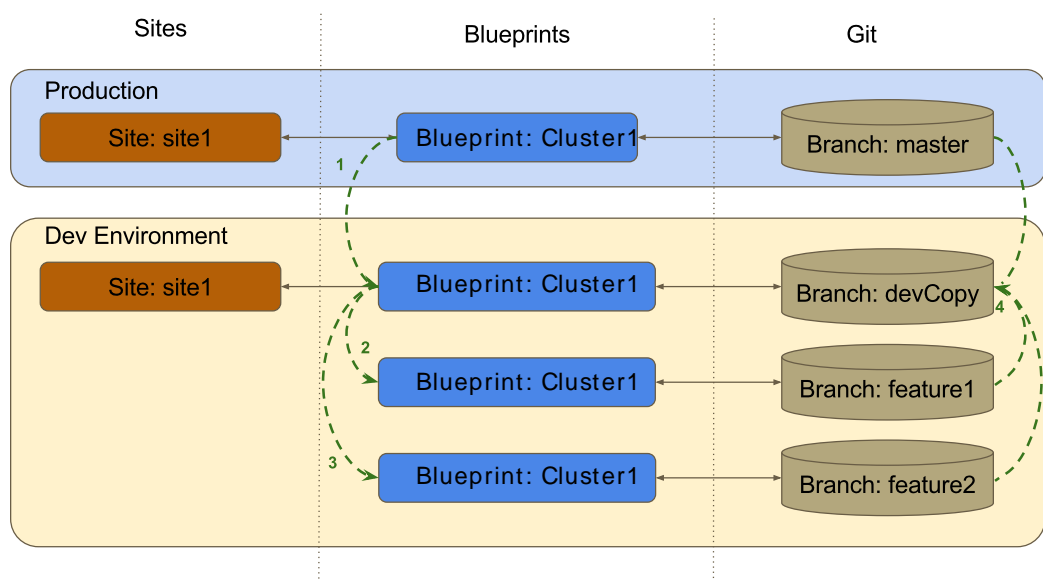 Sites
Blueprints
Git
Production
Site: site1
Blueprint: Cluster1
Branch: master
1
Dev Environment
Site: site1
Blueprint: Cluster1
Branch: devCopy
4
2
Blueprint: Cluster1
Branch: feature1
3
Blueprint: Cluster1
Branch: feature2